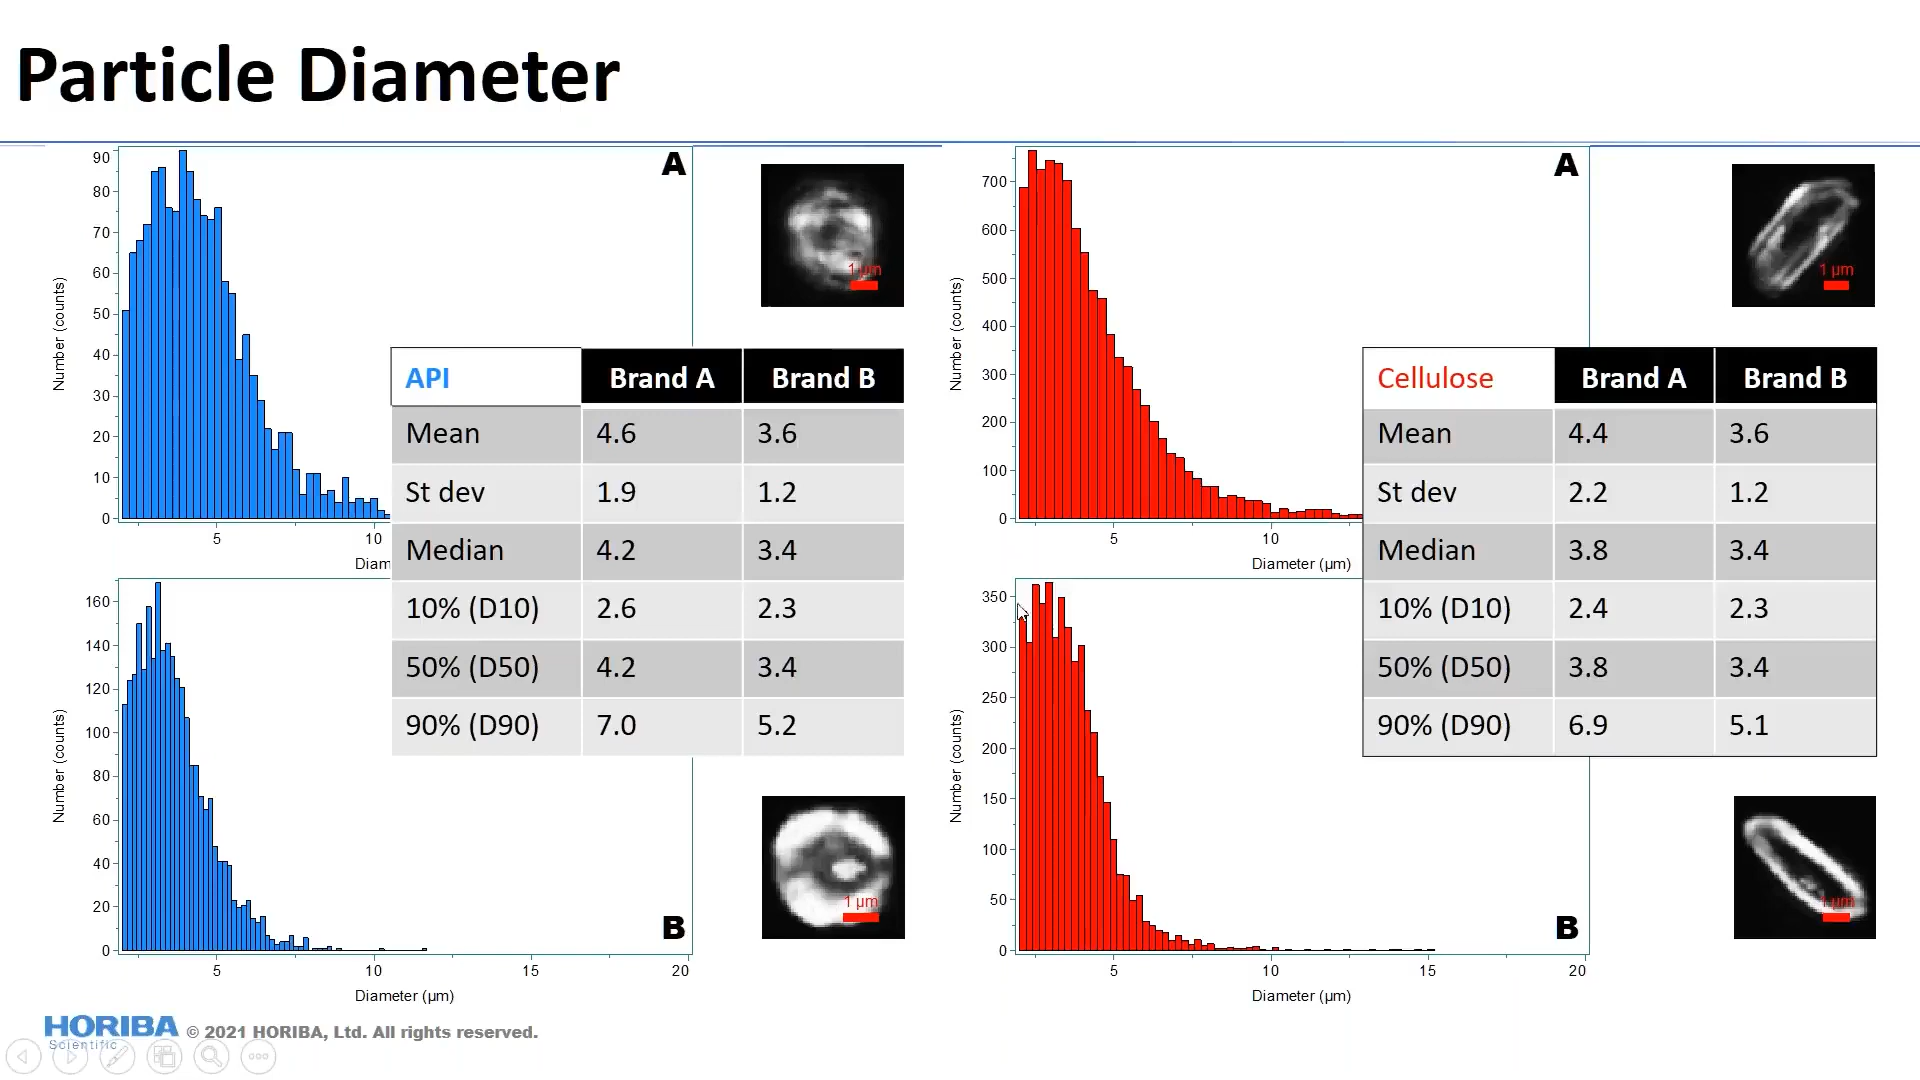 Particle Diameter
A
90
80
70
60
50
40
30
20
10
0
Number (counts)
5
10
Diam
1 µm
API Brand A Brand B
Mean 4.6 3.6
St dev 1.9 1.2
Median 4.2 3.4
10% (D10) 2.6 2.3
50% (D50) 4.2 3.4
90% (D90) 7.0 5.2
160
140
120
100
80
60
40
20
0
Number (counts)
5
10
15
20
Diameter (µm)
B
1 µm
A
700
600
500
400
300
200
100
0
Number (counts)
5
10
Diameter (µm)
1 µm
Cellulose Brand A Brand B
Mean 4.4 3.6
St dev 2.2 1.2
Median 3.8 3.4
10% (D10) 2.4 2.3
50% (D50) 3.8 3.4
90% (D90) 6.9 5.1
350
300
250
200
150
100
50
0
Number (counts)
5
10
15
20
Diameter (µm)
B
1 µm
HORIBA
Scientific
© 2021 HORIBA, Ltd. All rights reserved.